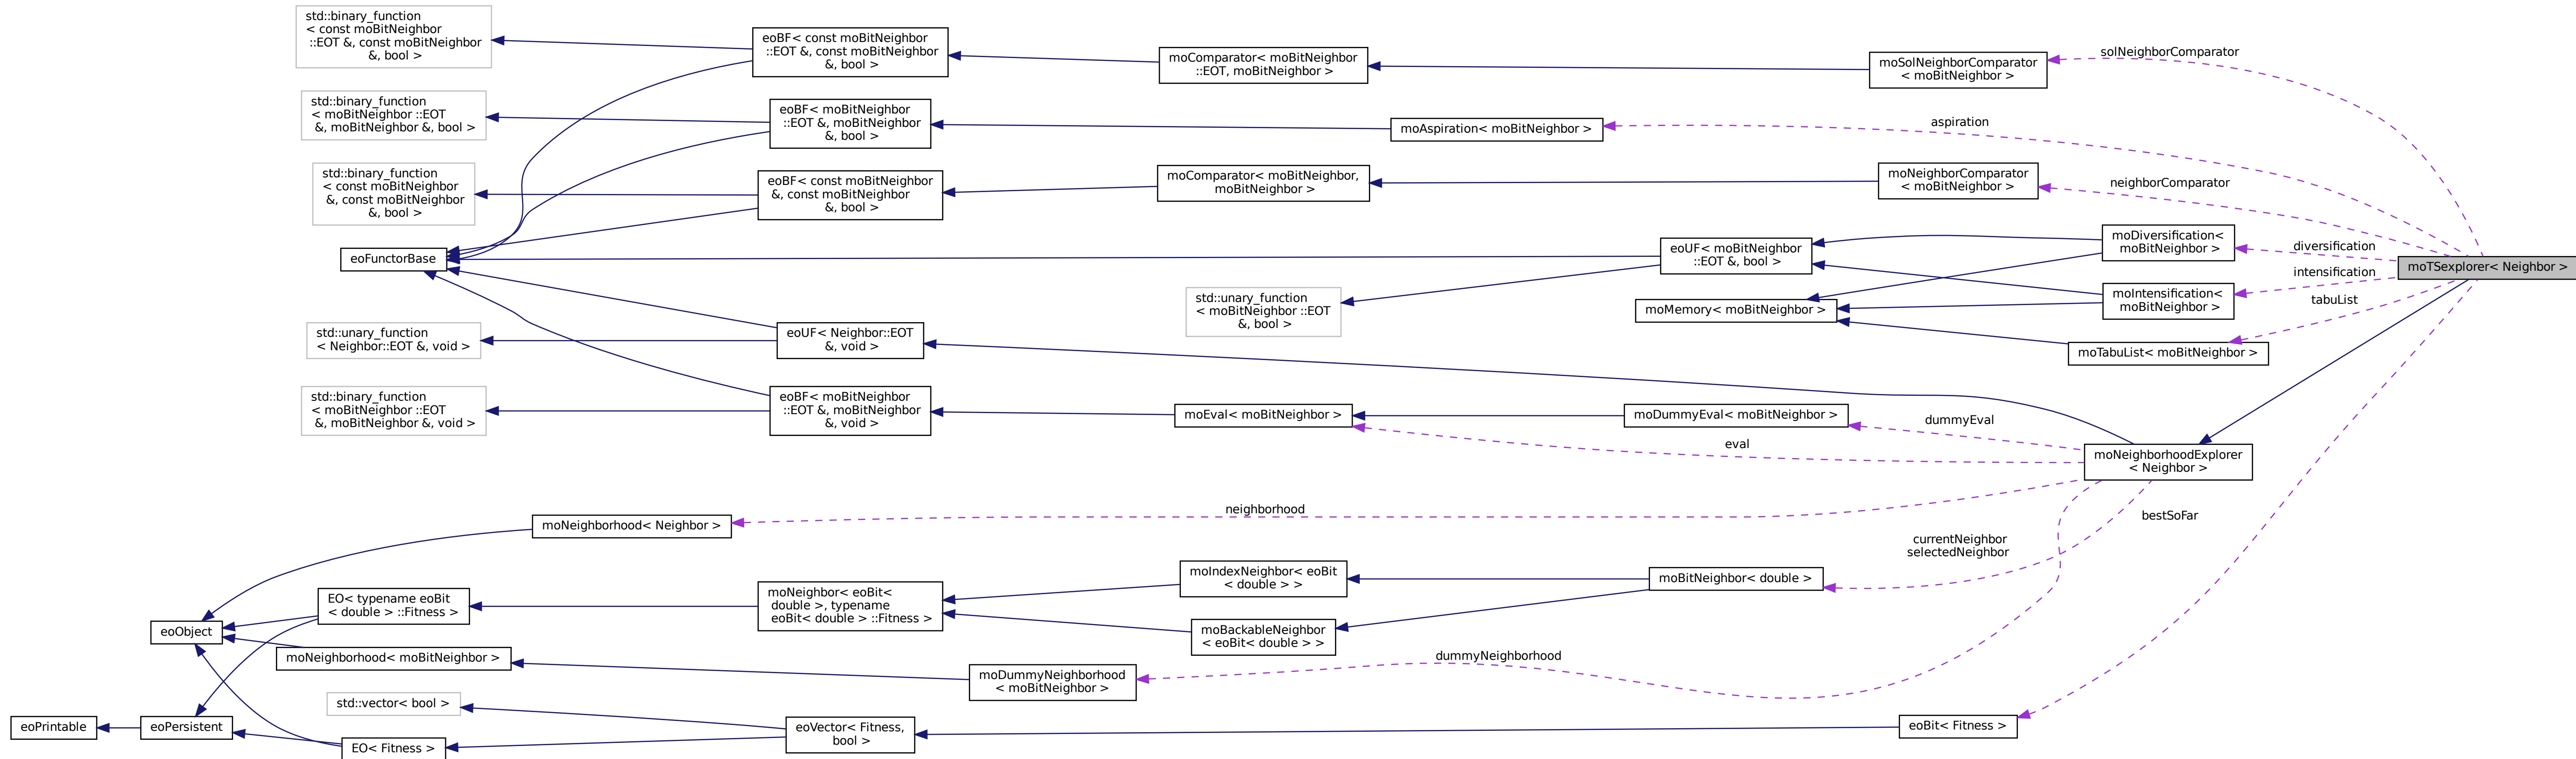 std::binary_function
< const moBitNeighbor
::EOT &, const moBitNeighbor
&, bool >
eoBF< const moBitNeighbor
::EOT &, const moBitNeighbor
&, bool >
moComparator< moBitNeighbor
::EOT, moBitNeighbor >
moSolNeighborComparator
< moBitNeighbor >
solNeighborComparator
std::binary_function
< moBitNeighbor ::EOT
&, moBitNeighbor &, bool >
eoBF< moBitNeighbor
::EOT &, moBitNeighbor
&, bool >
moAspiration< moBitNeighbor >
aspiration
std::binary_function
< const moBitNeighbor
&, const moBitNeighbor
&, bool >
eoBF< const moBitNeighbor
&, const moBitNeighbor
&, bool >
moComparator< moBitNeighbor,
moBitNeighbor >
moNeighborComparator
< moBitNeighbor >
neighborComparator
eoFunctorBase
eoUF< moBitNeighbor
::EOT &, bool >
moDiversification<
moBitNeighbor >
diversification
moTSexplorer< Neighbor >
std::unary_function
< moBitNeighbor ::EOT
&, bool >
moMemory< moBitNeighbor >
moIntensification<
moBitNeighbor >
intensification
tabuList
std::unary_function
< Neighbor::EOT &, void >
eoUF< Neighbor::EOT
&, void >
moTabuList< moBitNeighbor >
std::binary_function
< moBitNeighbor ::EOT
&, moBitNeighbor &, void >
eoBF< moBitNeighbor
::EOT &, moBitNeighbor
&, void >
moEval< moBitNeighbor >
moDummyEval< moBitNeighbor >
dummyEval
eval
moNeighborhoodExplorer
< Neighbor >
moNeighborhood< Neighbor >
neighborhood
bestSoFar
currentNeighbor
selectedNeighbor
eoObject
EO< typename eoBit
< double > ::Fitness >
moNeighbor< eoBit<
double >, typename
eoBit< double > ::Fitness >
moIndexNeighbor< eoBit
< double > >
moBitNeighbor< double >
moBackableNeighbor
< eoBit< double > >
moNeighborhood< moBitNeighbor >
moDummyNeighborhood
< moBitNeighbor >
dummyNeighborhood
std::vector< bool >
eoPrintable
eoPersistent
EO< Fitness >
eoVector< Fitness,
bool >
eoBit< Fitness >